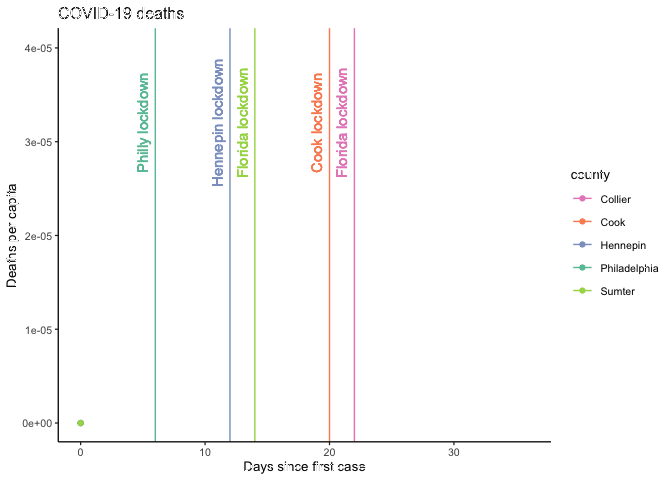 COVID-19 deaths
4e-05
3e-05
2e-05
1e-05
0e+00
Deaths per capita
Philly lockdown
Hennepin lockdown
Florida lockdown
Cook lockdown
Florida lockdown
0
10
20
30
Days since first case
county
Collier
Cook
Hennepin
Philadelphia
Sumter